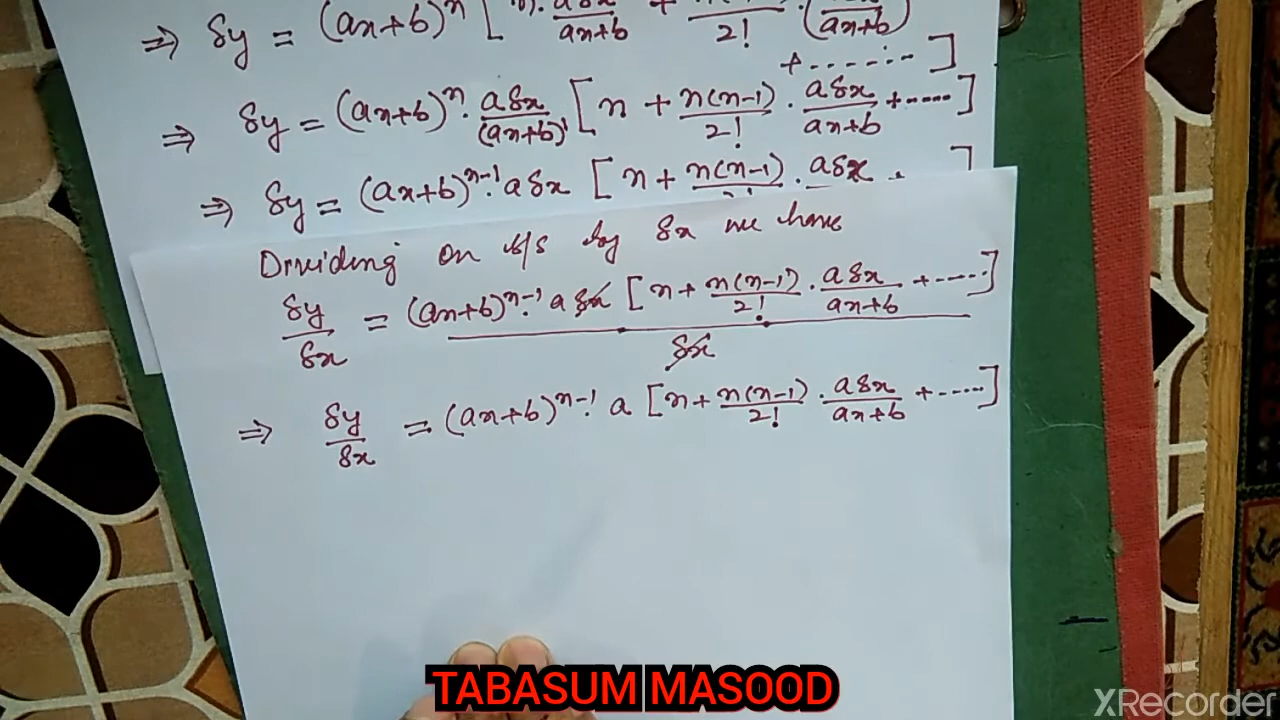 ⇒ δy = (ax+b)^n [ n. aδx/ax+b + n(n-1)/2! . (aδx/ax+b)
+ ....... ]
⇒ δy = (ax+b)^n . aδx/(ax+b)^1 [ n + n(n-1)/2! . aδx/ax+b + ..... ]
⇒ δy = (ax+b)^n-1 . aδx [ n + n(n-1)/2! . aδx
Dividing on b/s by δx we have
δy/δx = (ax+b)^n-1 . aδx [ n + n(n-1)/2! . aδx/ax+b + ..... ] / δx
⇒ δy/δx = (ax+b)^n-1 . a [ n + n(n-1)/2! . aδx/ax+b + ..... ]
TABASUM MASOOD
XRecorder